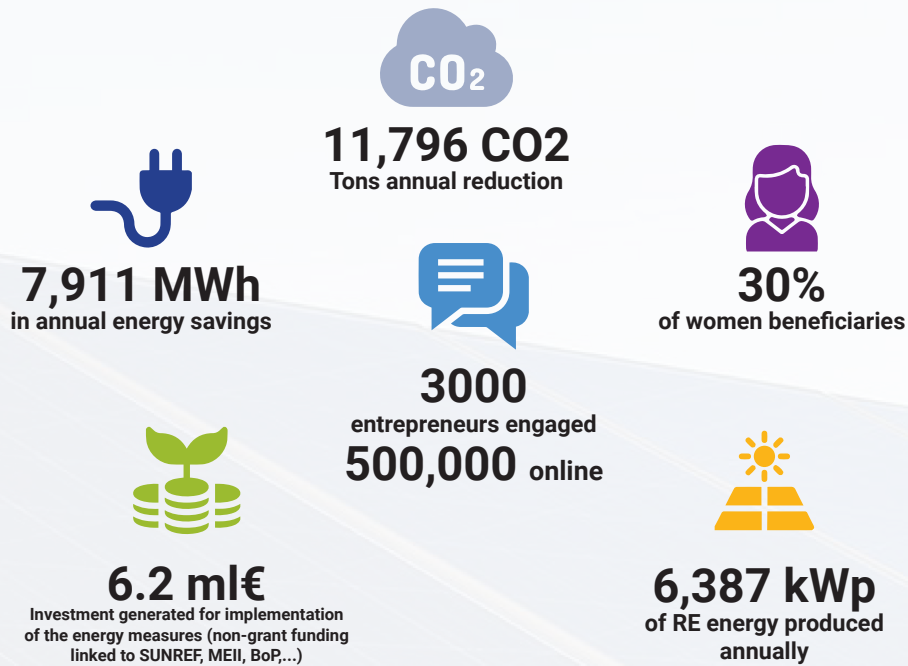 CO2
11,796 CO2
Tons annual reduction
7,911 MWh
in annual energy savings
30%
of women beneficiaries
3000
entrepreneurs engaged
500,000 online
6.2 ml€
Investment generated for implementation
of the energy measures (non-grant funding
linked to SUNREF, MEII, BoP,...)
6,387 kWp
of RE energy produced
annually